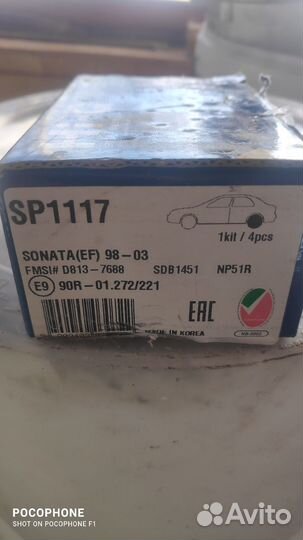 SP1117
1kit / 4pcs
SONATA(EF) 98-03
FMSI# D813-7688 SDB1451 NP51R
E9 90R-01.272/221
EAC
MADE IN KOREA
POCOPHONE
SHOT ON POCOPHONE F1
Avito